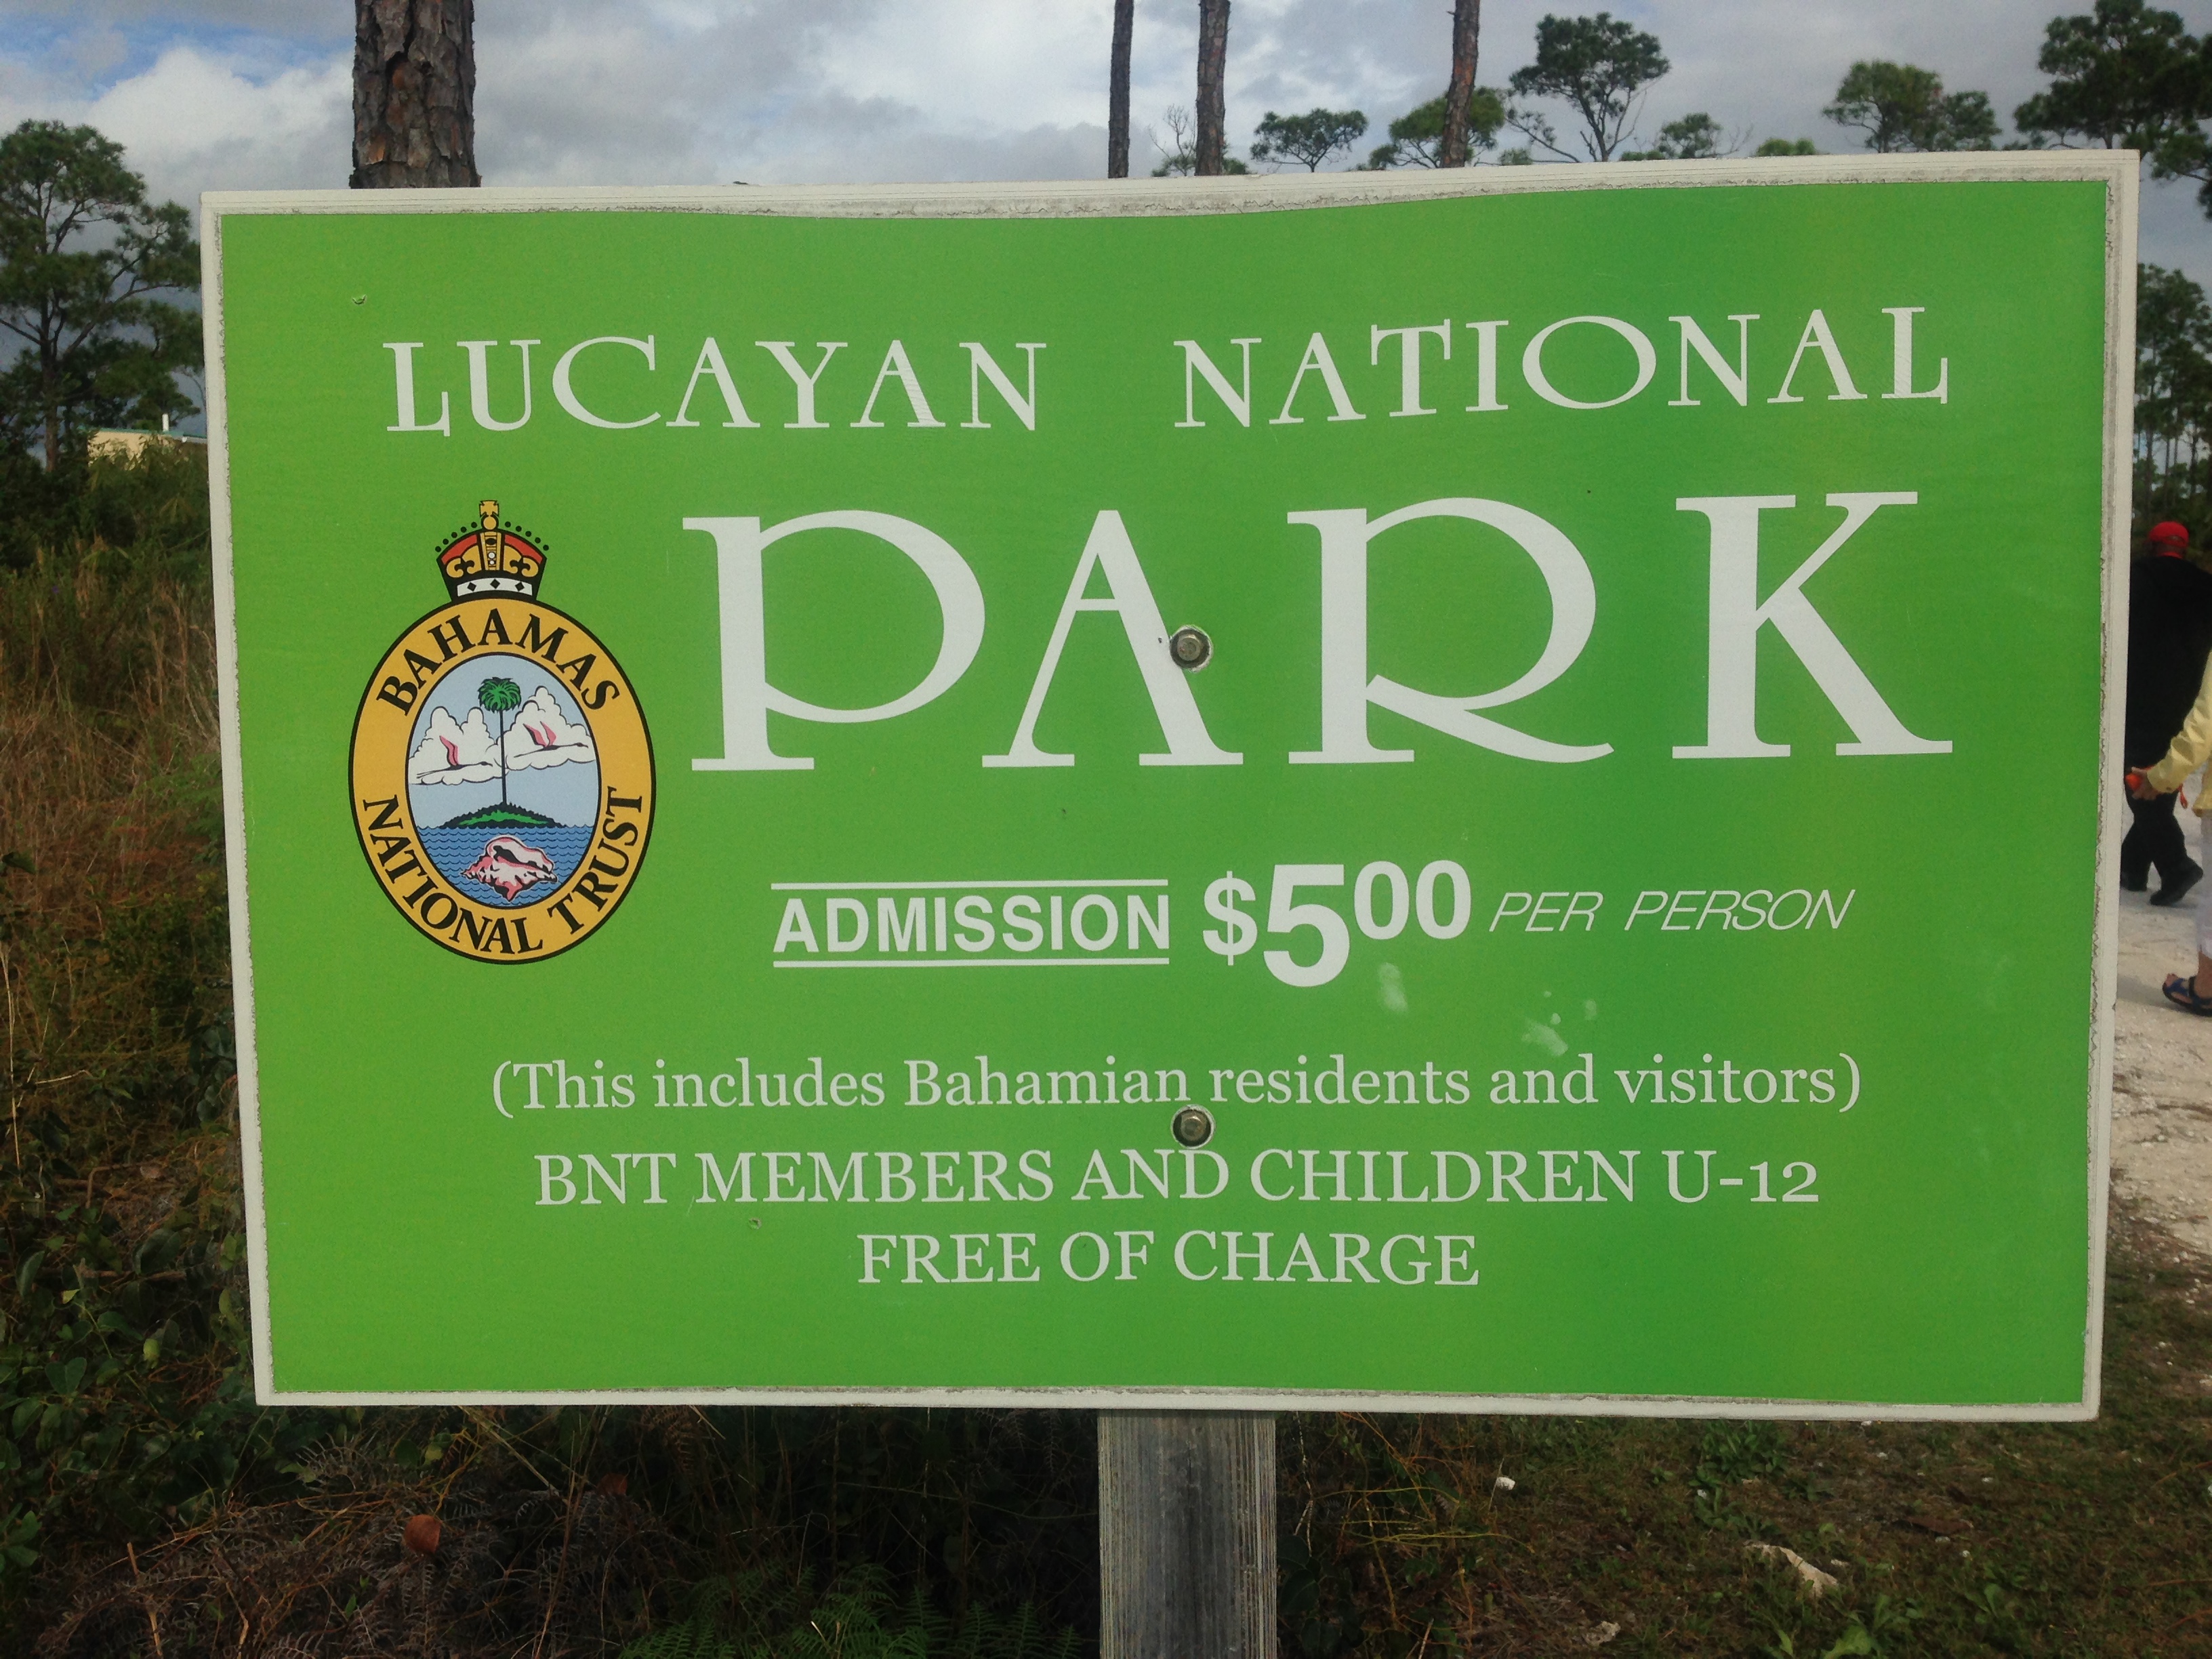 LUCAYAN NATIONAL
PARK
BAHAMAS
NATIONAL TRUST
ADMISSION $500 PER PERSON
(This includes Bahamian residents and visitors)
BNT MEMBERS AND CHILDREN U-12
FREE OF CHARGE